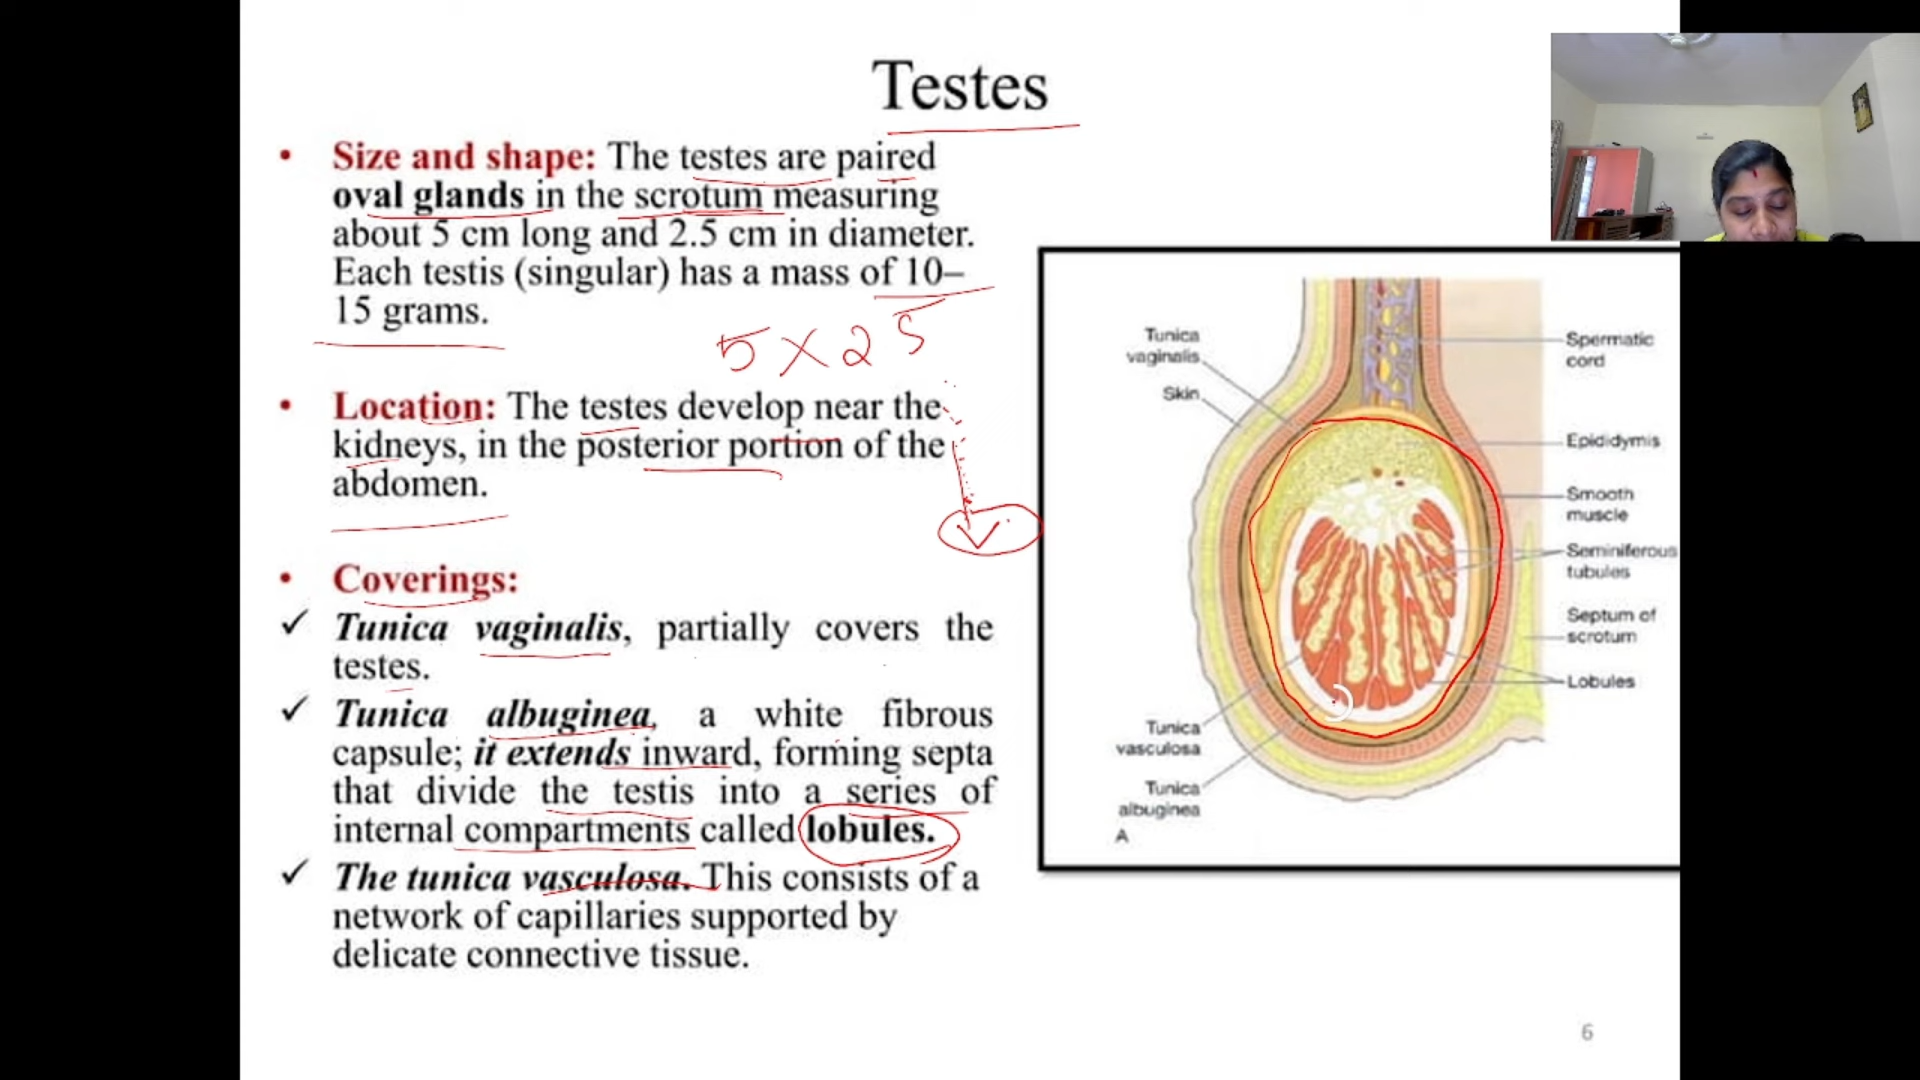 Testes
• Size and shape: The testes are paired
oval glands in the scrotum measuring
about 5 cm long and 2.5 cm in diameter.
Each testis (singular) has a mass of 10–
15 grams.
5 X 2 5
• Location: The testes develop near the
kidneys, in the posterior portion of the
abdomen.
• Coverings:
✓ Tunica vaginalis, partially covers the
testes.
✓ Tunica albuginea, a white fibrous
capsule; it extends inward, forming septa
that divide the testis into a series of
internal compartments called lobules.
✓ The tunica vasculosa. This consists of a
network of capillaries supported by
delicate connective tissue.
Tunica
vaginalis
Skin
Tunica
vasculosa
Tunica
albuginea
A
Spermatic
cord
Epididymis
Smooth
muscle
Seminiferous
tubules
Septum of
scrotum
Lobules
6